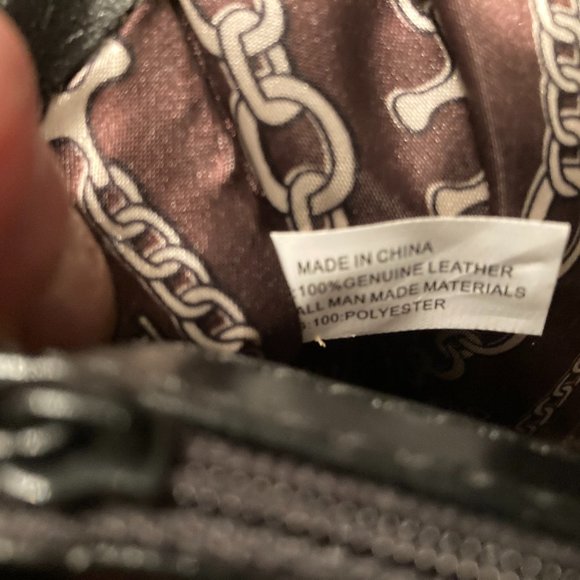 MADE IN CHINA
:100%GENUINE LEATHER
ALL MAN MADE MATERIALS
:100:POLYESTER